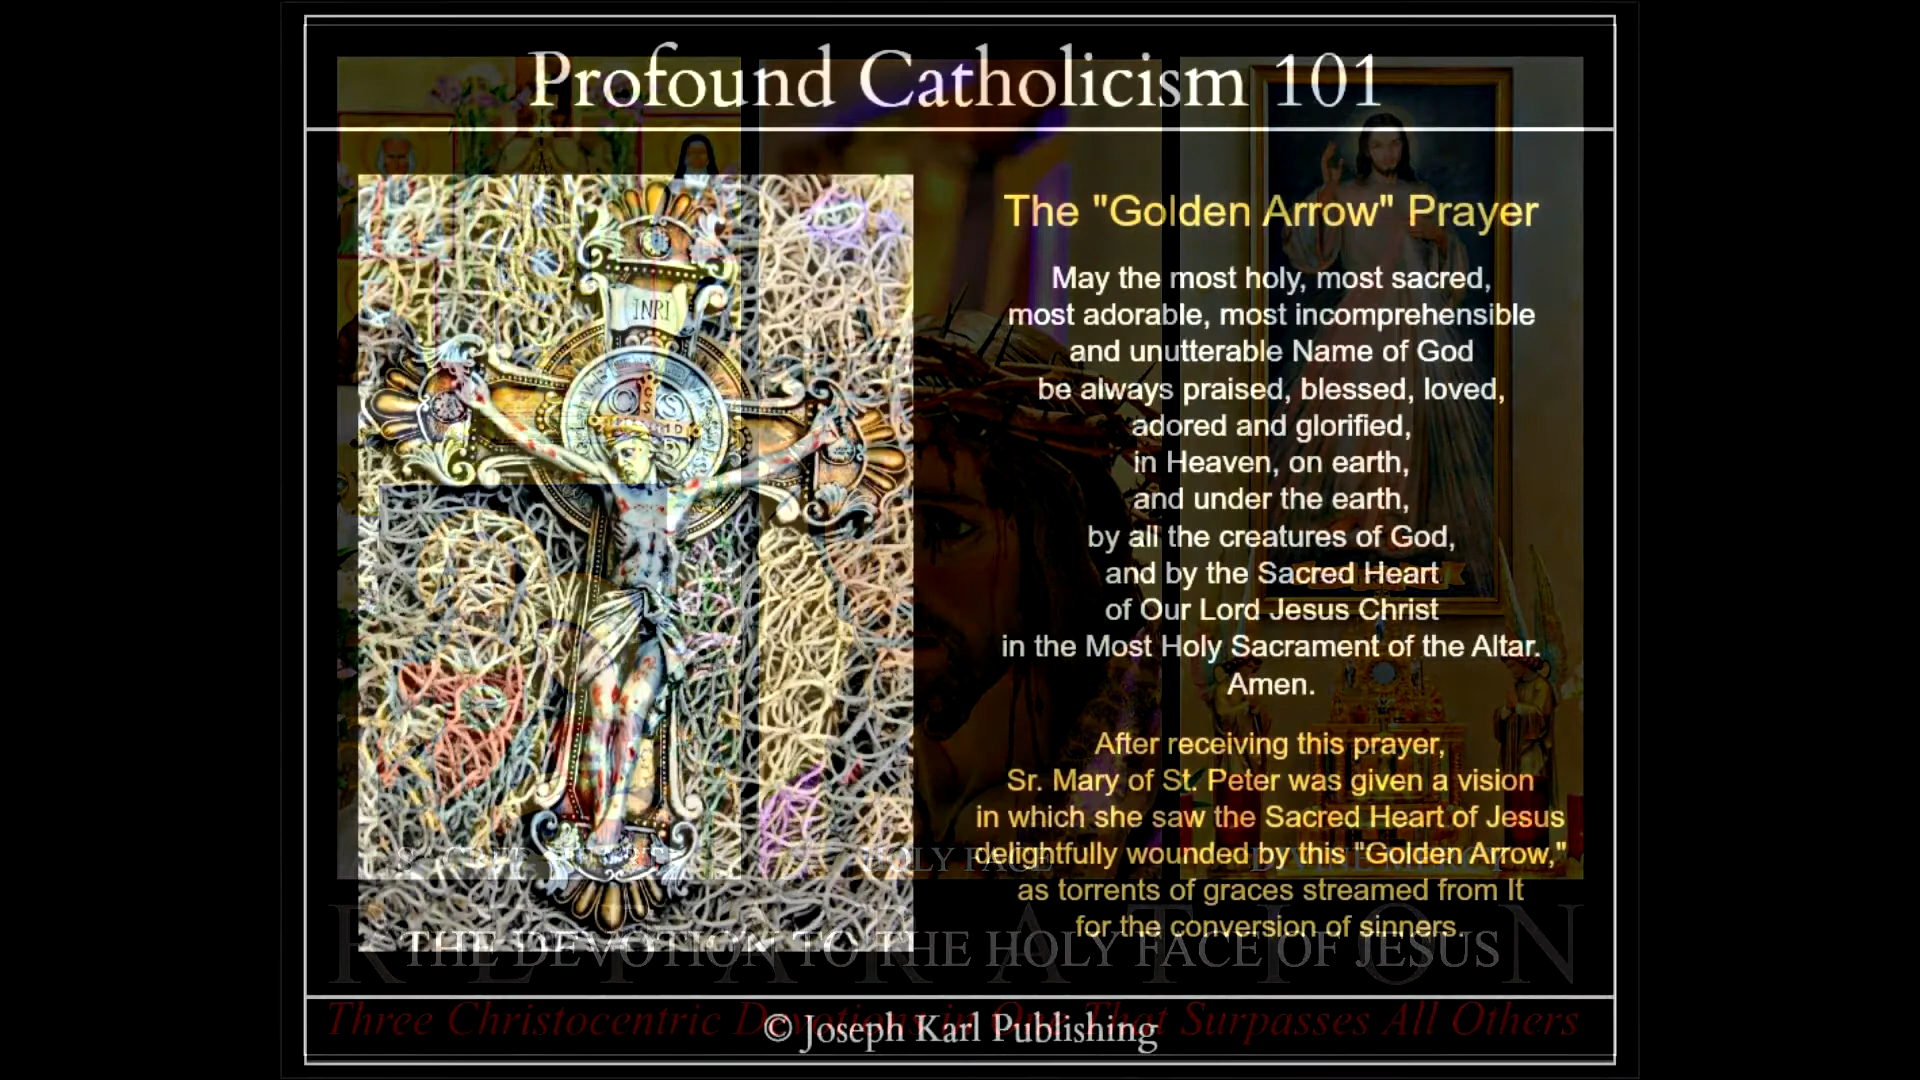 Profound Catholicism 101
INRI
The "Golden Arrow" Prayer
May the most holy, most sacred,
most adorable, most incomprehensible
and unutterable Name of God
be always praised, blessed, loved,
adored and glorified,
in Heaven, on earth,
and under the earth,
by all the creatures of God,
and by the Sacred Heart
of Our Lord Jesus Christ
in the Most Holy Sacrament of the Altar.
Amen.
After receiving this prayer,
Sr. Mary of St. Peter was given a vision
in which she saw the Sacred Heart of Jesus
delightfully wounded by this "Golden Arrow,"
as torrents of graces streamed from It
for the conversion of sinners.
HOLY FACE
REPARATION
THE DEVOTION TO THE HOLY FACE OF JESUS
Three Christocentric Devotions in One That Surpasses All Others
© Joseph Karl Publishing